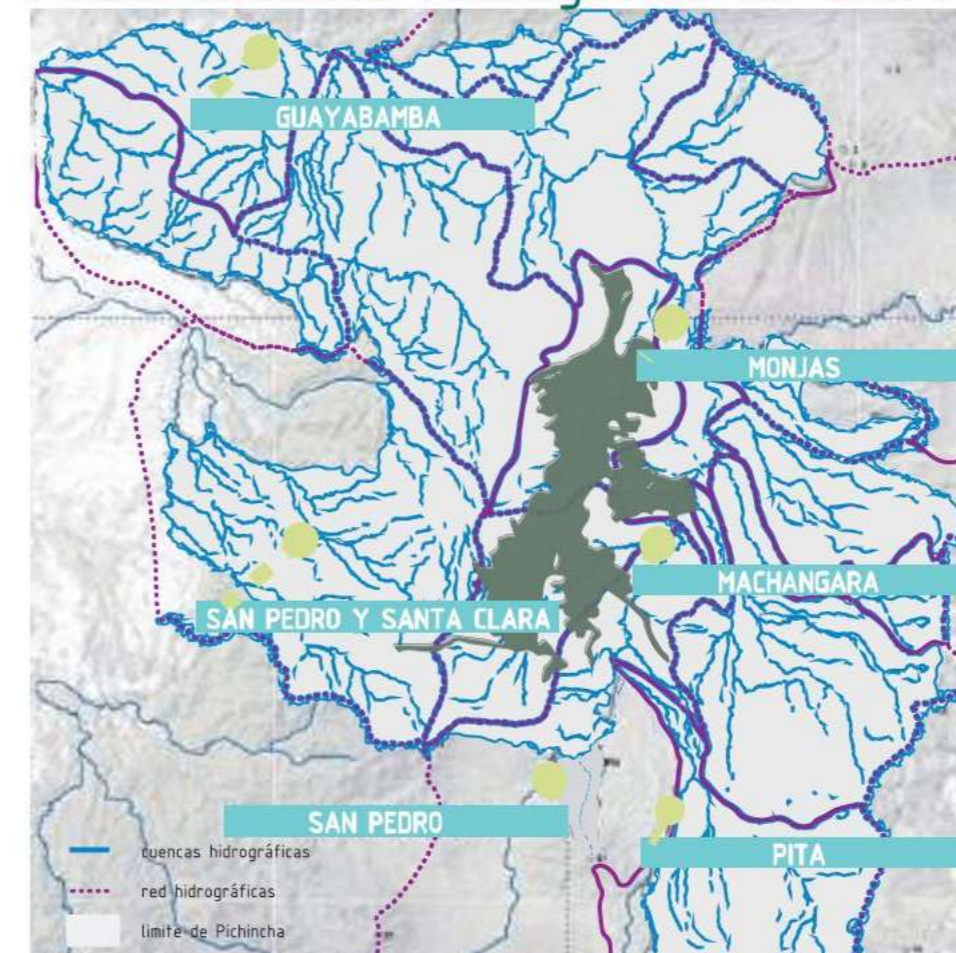 GUAYABAMBA
MONJAS
MACHANGARA
SAN PEDRO Y SANTA CLARA
SAN PEDRO
PITA
cuencas hidrográficas
red hidrográficas
limite de Pichincha